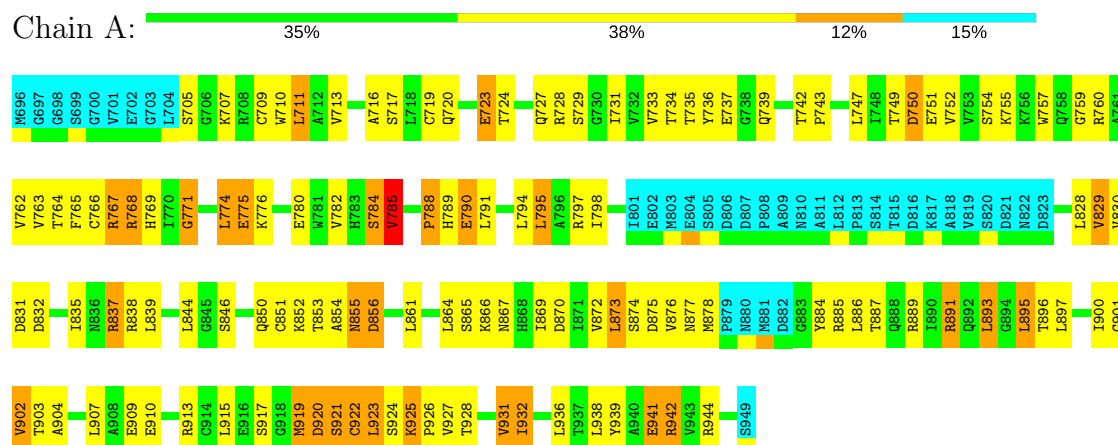 Chain A:
35% 38% 12% 15%
M696 G697 G698 S699 G700 V701 E702 G703 L704 S705 G706 K707 R708 C709 W710 L711 A712 V713 A716 S717 L718 C719 Q720 E723 T724 Q727 R728 S729 G730 I731 V732 V733 T734 T735 Y736 E737 G738 Q739 T742 P743 L747 I748 T749 D750 E751 V752 V753 S754 K755 K756 W757 Q758 G759 R760 A761
V762 V763 T764 F765 C766 R767 R768 H769 I770 G771 L774 E775 K776 E780 W781 V782 H783 S784 V785 P788 H789 E790 L791 L794 L795 A796 R797 I798 I801 E802 M803 E804 S805 D806 D807 P808 A809 N810 A811 L812 P813 S814 T815 D816 K817 A818 V819 S820 D821 N822 D823 L828 V829 V830
D831 D832 I835 N836 R837 R838 L839 L844 G845 S846 Q850 C851 K852 T853 A854 N855 D856 L861 L864 S865 K866 N867 H868 I869 D870 I871 V872 L873 S874 D875 V876 N877 M878 P879 N880 M881 D882 G883 Y884 R885 L886 T887 Q888 R889 I890 R891 Q892 L893 G894 L895 T896 L897 I900 G901
V902 T903 A904 L907 A908 E909 E910 R913 C914 L915 E916 S917 G918 M919 D920 S921 C922 L923 S924 K925 P926 V927 T928 V931 I932 L936 T937 L938 Y939 A940 E941 R942 V943 R944 S949